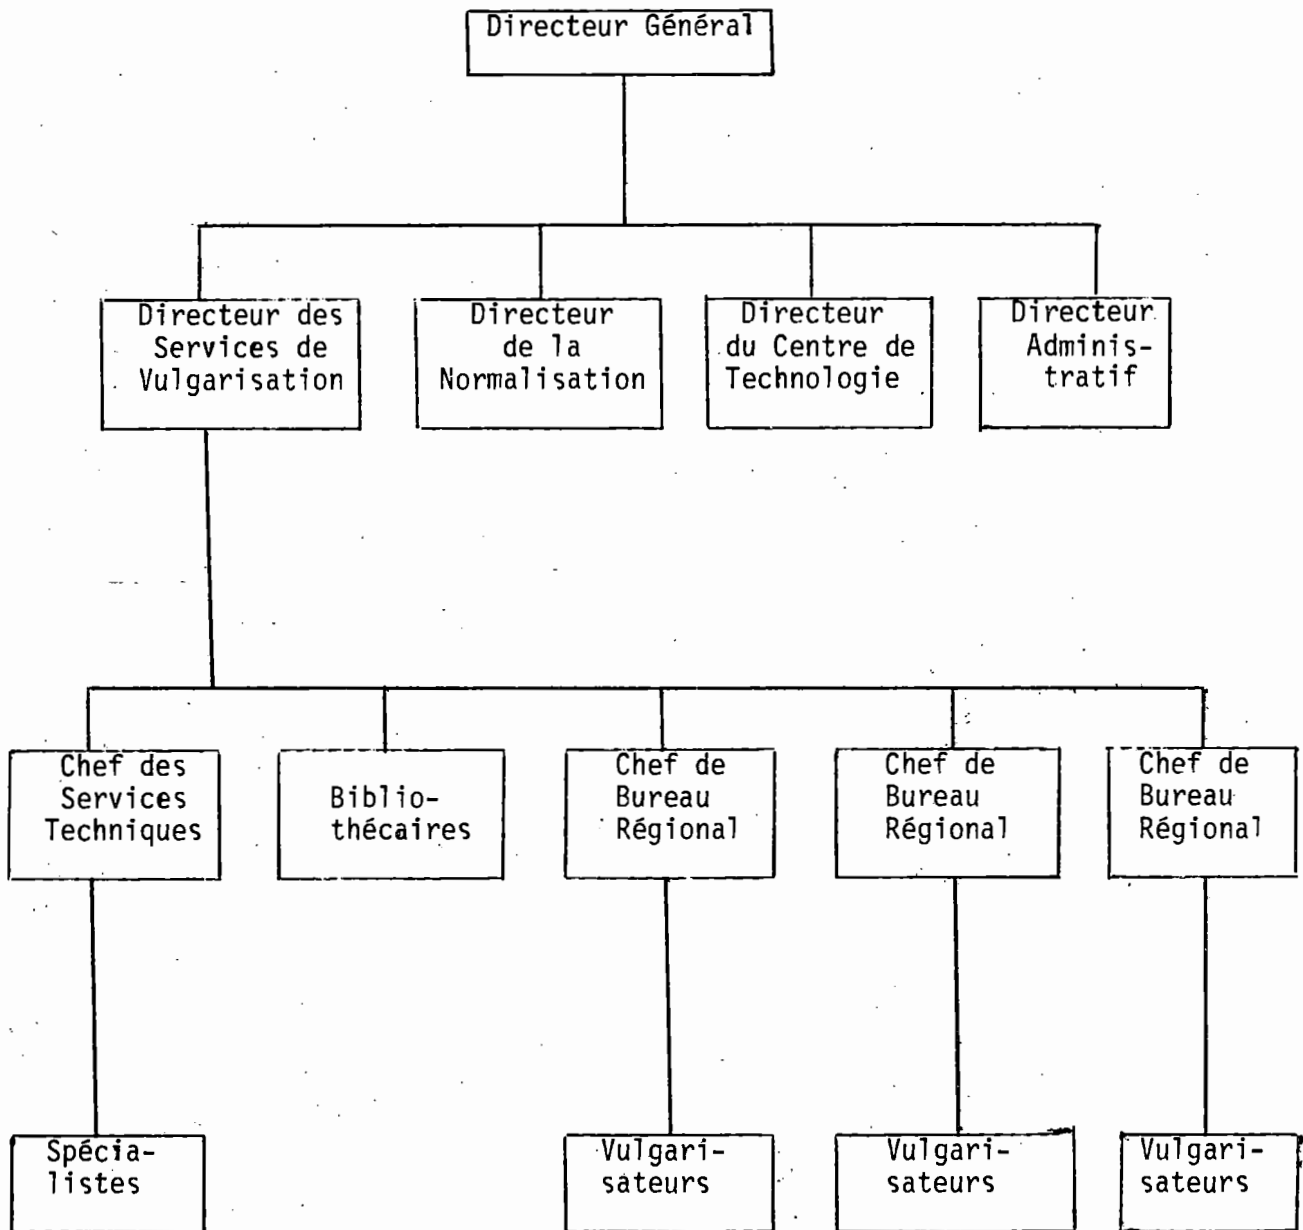 Directeur Général
Directeur des
Services de
Vulgarisation
Directeur
de la
Normalisation
Directeur
du Centre de
Technologie
Directeur
Adminis-
tratif
Chef des
Services
Techniques
Biblio-
thécaires
Chef de
Bureau
Régional
Chef de
Bureau
Régional
Chef de
Bureau
Régional
Spécia-
listes
Vulgari-
sateurs
Vulgari-
sateurs
Vulgari-
sateurs